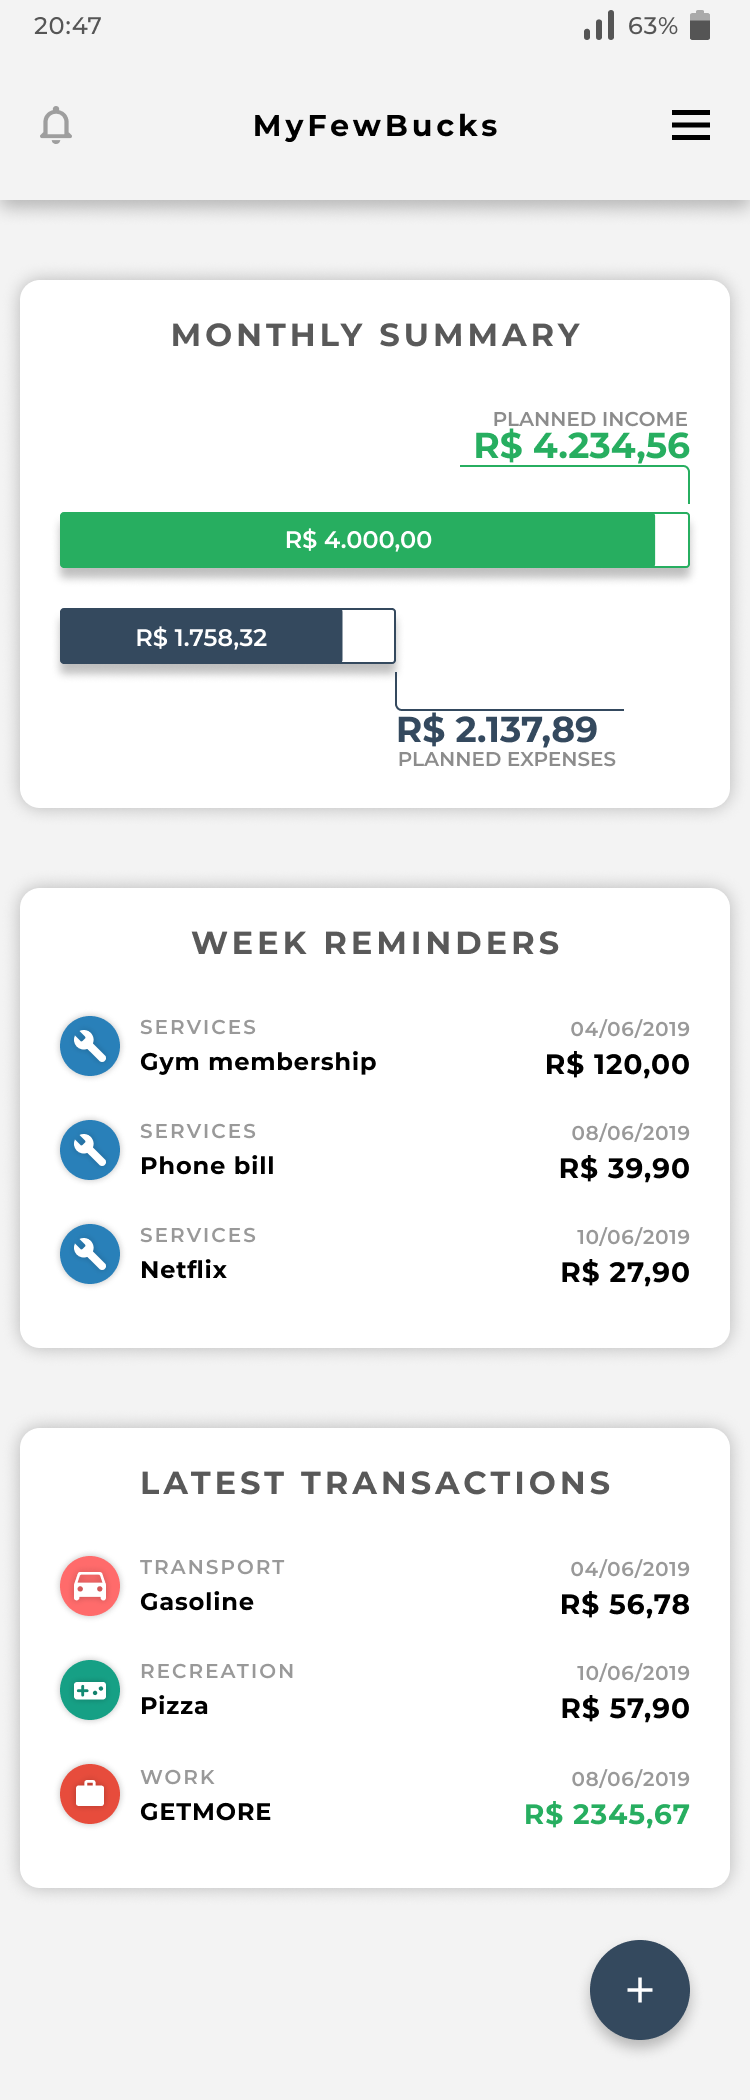 20:47
63%
MyFewBucks
MONTHLY SUMMARY
PLANNED INCOME
R$ 4.234,56
R$ 4.000,00
R$ 1.758,32
R$ 2.137,89
PLANNED EXPENSES
WEEK REMINDERS
SERVICES 04/06/2019
Gym membership R$ 120,00
SERVICES 08/06/2019
Phone bill R$ 39,90
SERVICES 10/06/2019
Netflix R$ 27,90
LATEST TRANSACTIONS
TRANSPORT 04/06/2019
Gasoline R$ 56,78
RECREATION 10/06/2019
Pizza R$ 57,90
WORK 08/06/2019
GETMORE R$ 2345,67